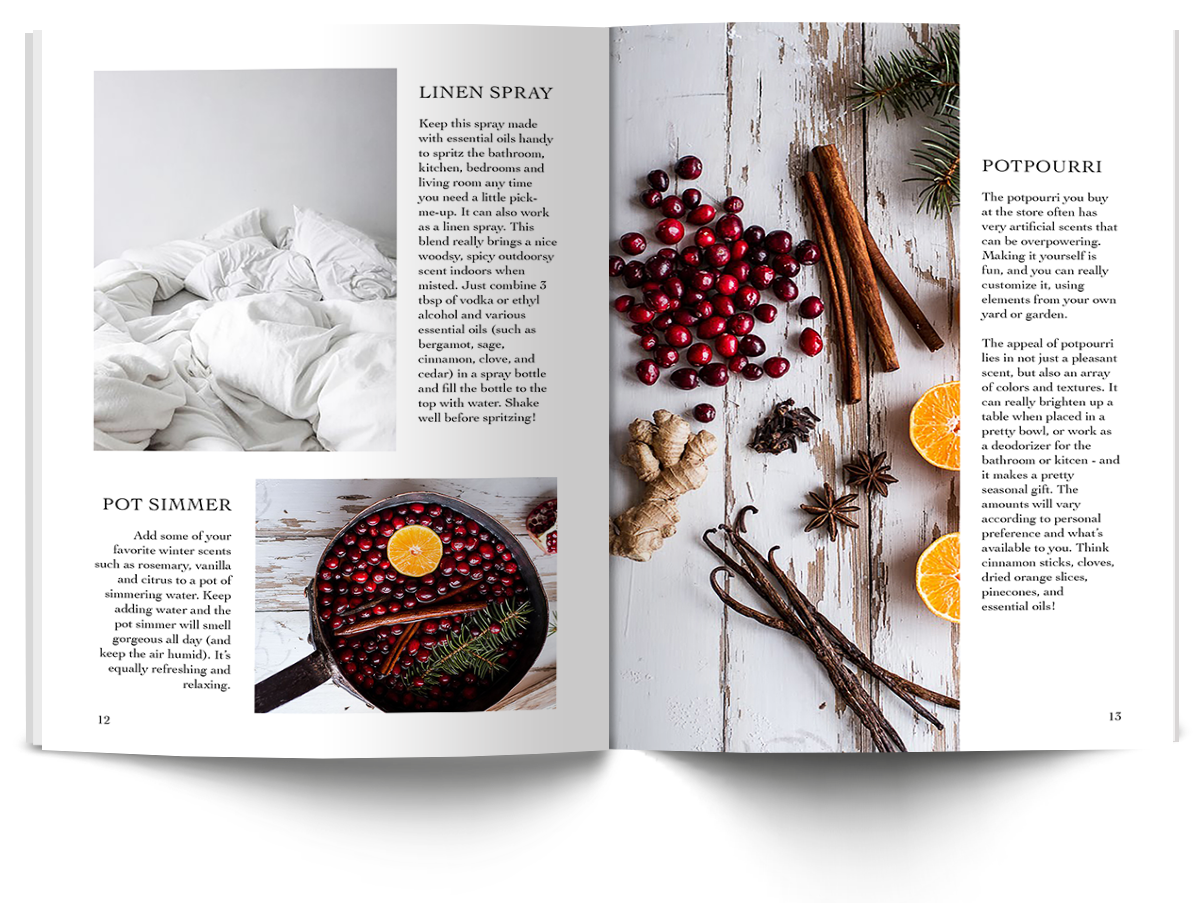 LINEN SPRAY
Keep this spray made
with essential oils handy
to spritz the bathroom,
kitchen, bedrooms and
living room any time
you need a little pick-
me-up. It can also work
as a linen spray. This
blend really brings a nice
woodsy, spicy outdoorsy
scent indoors when
misted. Just combine 3
tbsp of vodka or ethyl
alcohol and various
essential oils (such as
bergamot, sage,
cinnamon, clove, and
cedar) in a spray bottle
and fill the bottle to the
top with water. Shake
well before spritzing!
POT SIMMER
Add some of your
favorite winter scents
such as rosemary, vanilla
and citrus to a pot of
simmering water. Keep
adding water and the
pot simmer will smell
gorgeous all day (and
keep the air humid). It's
equally refreshing and
relaxing.
12
POTPOURRI
The potpourri you buy
at the store often has
very artificial scents that
can be overpowering.
Making it yourself is
fun, and you can really
customize it, using
elements from your own
yard or garden.
The appeal of potpourri
lies in not just a pleasant
scent, but also an array
of colors and textures. It
can really brighten up a
table when placed in a
pretty bowl, or work as
a deodorizer for the
bathroom or kitcen - and
it makes a pretty
seasonal gift. The
amounts will vary
according to personal
preference and what's
available to you. Think
cinnamon sticks, cloves,
dried orange slices,
pinecones, and
essential oils!
13